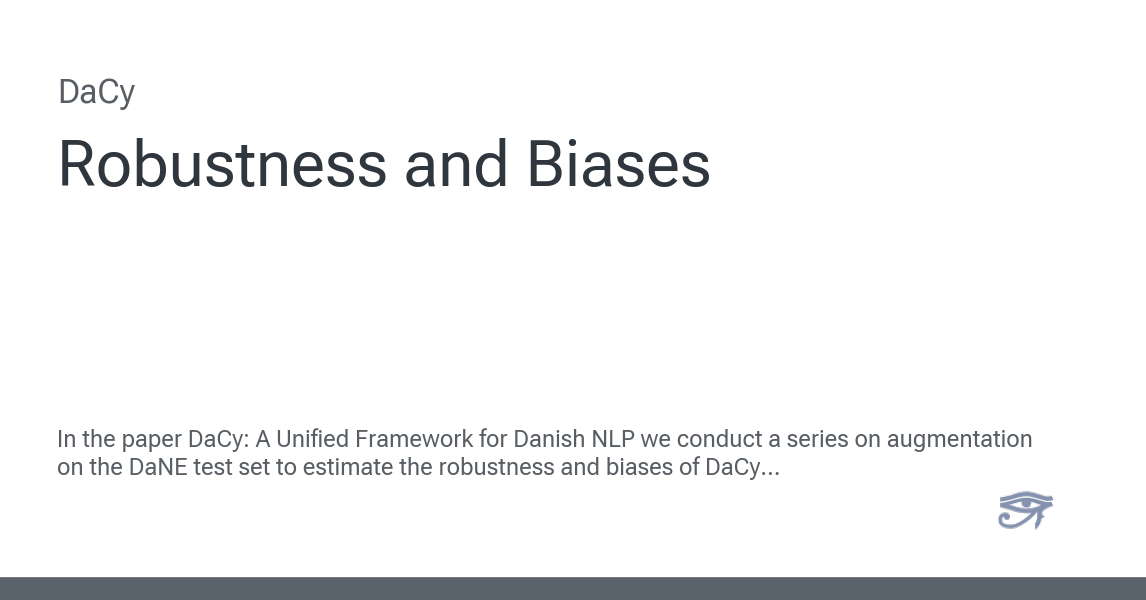 DaCy
Robustness and Biases
In the paper DaCy: A Unified Framework for Danish NLP we conduct a series on augmentation
on the DaNE test set to estimate the robustness and biases of DaCy...